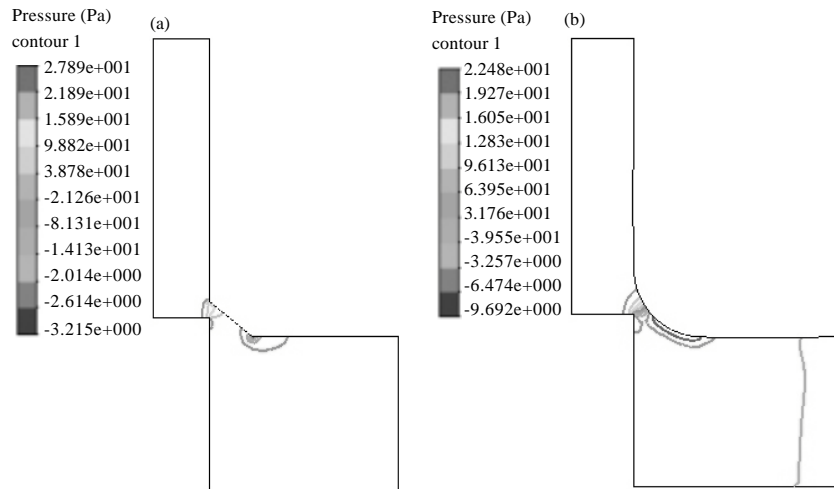 Pressure (Pa)
contour 1
(a)
2.789e+001
2.189e+001
1.589e+001
9.882e+001
3.878e+001
-2.126e+001
-8.131e+001
-1.413e+001
-2.014e+000
-2.614e+000
-3.215e+000
Pressure (Pa)
contour 1
(b)
2.248e+001
1.927e+001
1.605e+001
1.283e+001
9.613e+001
6.395e+001
3.176e+001
-3.955e+001
-3.257e+000
-6.474e+000
-9.692e+000